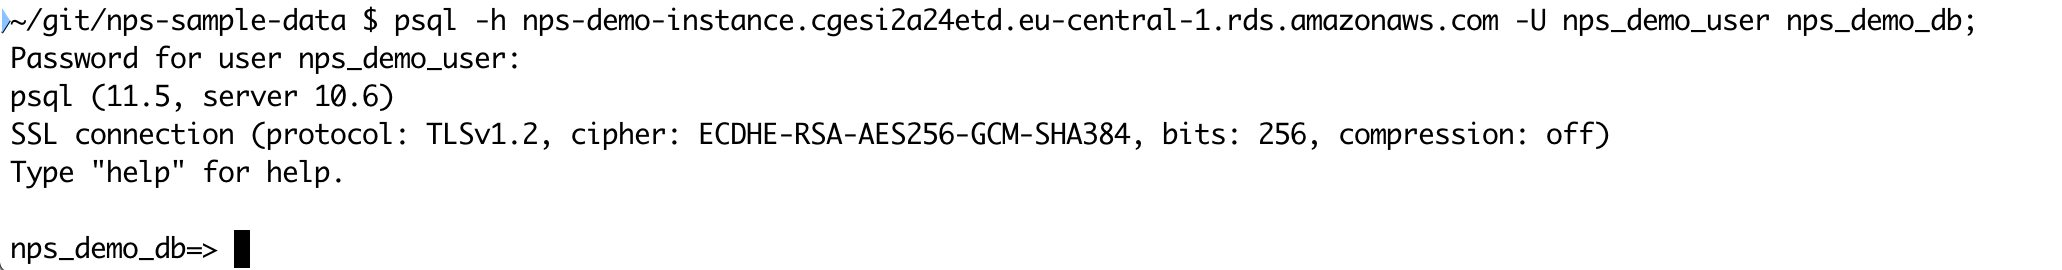 ~/git/nps-sample-data $ psql -h nps-demo-instance.cgesi2a24etd.eu-central-1.rds.amazonaws.com -U nps_demo_user nps_demo_db;
Password for user nps_demo_user:
psql (11.5, server 10.6)
SSL connection (protocol: TLSv1.2, cipher: ECDHE-RSA-AES256-GCM-SHA384, bits: 256, compression: off)
Type "help" for help.
nps_demo_db=>